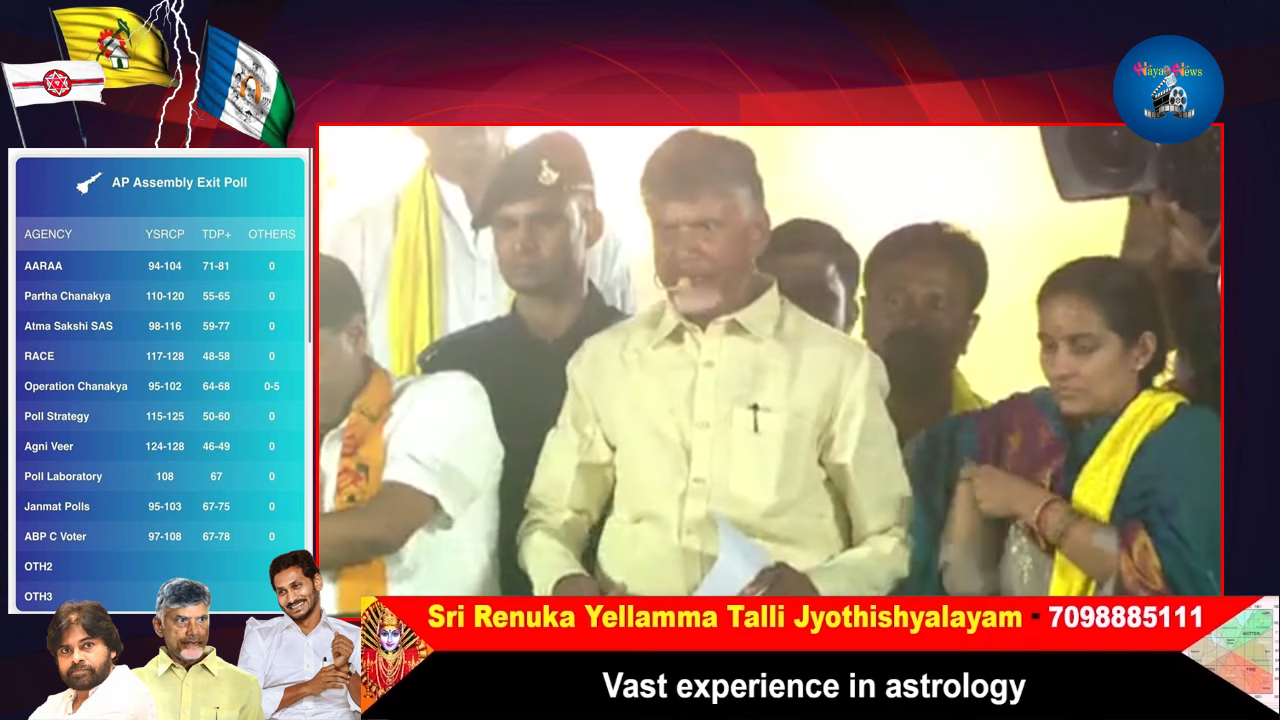 Naya News
AP Assembly Exit Poll
AGENCY YSRCP TDP+ OTHERS
AARAA 94-104 71-81 0
Partha Chanakya 110-120 55-65 0
Atma Sakshi SAS 98-116 59-77 0
RACE 117-128 48-58 0
Operation Chanakya 95-102 64-68 0-5
Poll Strategy 115-125 50-60 0
Agni Veer 124-128 46-49 0
Poll Laboratory 108 67 0
Janmat Polls 95-103 67-75 0
ABP C Voter 97-108 67-78 0
OTH2
OTH3
Sri Renuka Yellamma Talli Jyothishyalayam - 7098885111
Vast experience in astrology